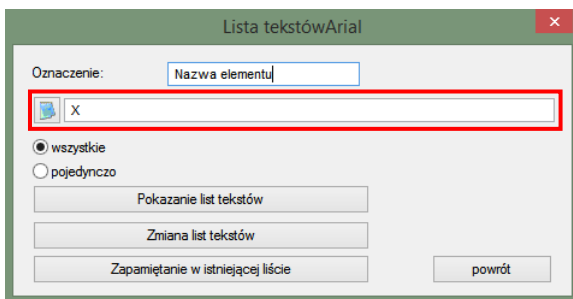 Lista tekstówArial
Oznaczenie: Nazwa elementu
X
wszystkie
pojedynczo
Pokazanie list tekstów
Zmiana list tekstów
Zapamiętanie w istniejącej liście powrót